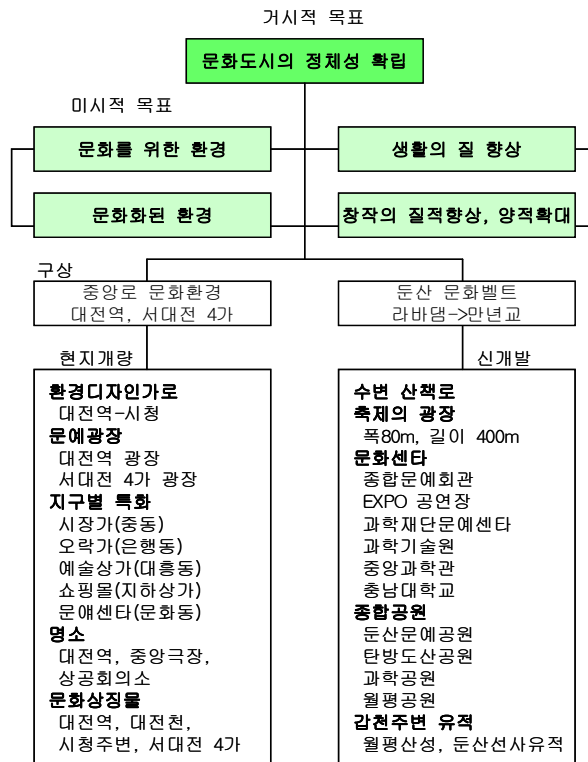 거시적 목표
문화도시의 정체성 확립
미시적 목표
문화를 위한 환경
생활의 질 향상
문화화된 환경
창작의 질적향상, 양적확대
구상
중앙로 문화환경
대전역, 서대전 4가
둔산 문화벨트
라바댐->만년교
현지개량
환경디자인가로
대전역-시청
문예광장
대전역 광장
서대전 4가 광장
지구별 특화
시장가(중동)
오락가(은행동)
예술상가(대흥동)
쇼핑몰(지하상가)
문얘센타(문화동)
명소
대전역, 중앙극장,
상공회의소
문화상징물
대전역, 대전천,
시청주변, 서대전 4가
신개발
수변 산책로
축제의 광장
폭80m, 길이 400m
문화센타
종합문예회관
EXPO 공연장
과학재단문예센타
과학기술원
중앙과학관
충남대학교
종합공원
둔산문예공원
탄방도산공원
과학공원
월평공원
갑천주변 유적
월평산성, 둔산선사유적